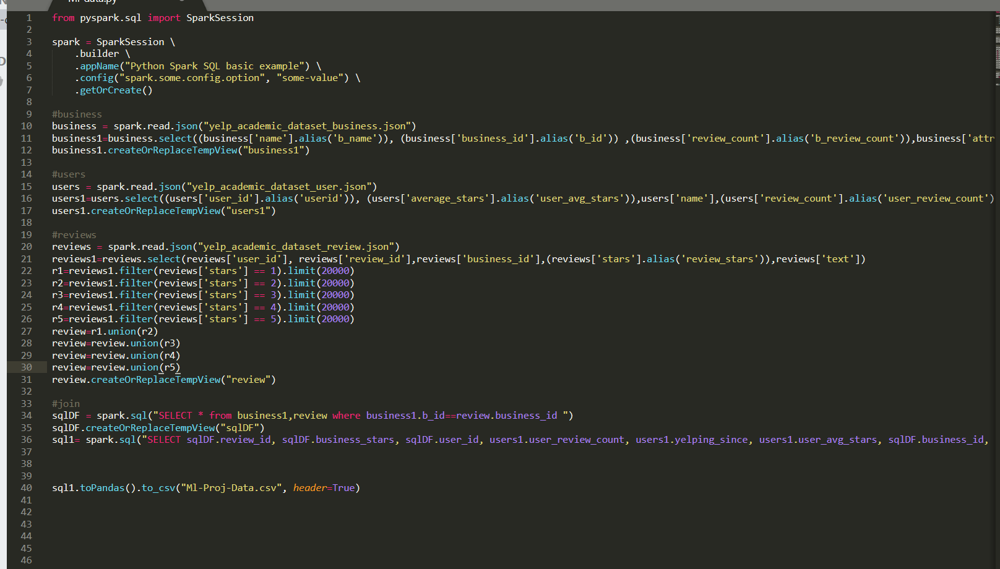 1 from pyspark.sql import SparkSession
2
3 spark = SparkSession \
4 .builder \
5 .appName("Python Spark SQL basic example") \
6 .config("spark.some.config.option", "some-value") \
7 .getOrCreate()
8
9 #business
10 business = spark.read.json("yelp_academic_dataset_business.json")
11 business1=business.select((business['name'].alias('b_name')), (business['business_id'].alias('b_id')) ,(business['review_count'].alias('b_review_count')),business['attr
12 business1.createOrReplaceTempView("business1")
13
14 #users
15 users = spark.read.json("yelp_academic_dataset_user.json")
16 users1=users.select((users['user_id'].alias('userid')), (users['average_stars'].alias('user_avg_stars')),users['name'],(users['review_count'].alias('user_review_count')
17 users1.createOrReplaceTempView("users1")
18
19 #reviews
20 reviews = spark.read.json("yelp_academic_dataset_review.json")
21 reviews1=reviews.select(reviews['user_id'], reviews['review_id'],reviews['business_id'],(reviews['stars'].alias('review_stars')),reviews['text'])
22 r1=reviews1.filter(reviews['stars'] == 1).limit(20000)
23 r2=reviews1.filter(reviews['stars'] == 2).limit(20000)
24 r3=reviews1.filter(reviews['stars'] == 3).limit(20000)
25 r4=reviews1.filter(reviews['stars'] == 4).limit(20000)
26 r5=reviews1.filter(reviews['stars'] == 5).limit(20000)
27 review=r1.union(r2)
28 review=review.union(r3)
29 review=review.union(r4)
30 review=review.union(r5)
31 review.createOrReplaceTempView("review")
32
33 #join
34 sqlDF = spark.sql("SELECT * from business1,review where business1.b_id==review.business_id ")
35 sqlDF.createOrReplaceTempView("sqlDF")
36 sql1= spark.sql("SELECT sqlDF.review_id, sqlDF.business_stars, sqlDF.user_id, users1.user_review_count, users1.yelping_since, users1.user_avg_stars, sqlDF.business_id,
37
38
39
40 sql1.toPandas().to_csv("Ml-Proj-Data.csv", header=True)
41
42
43
44
45
46